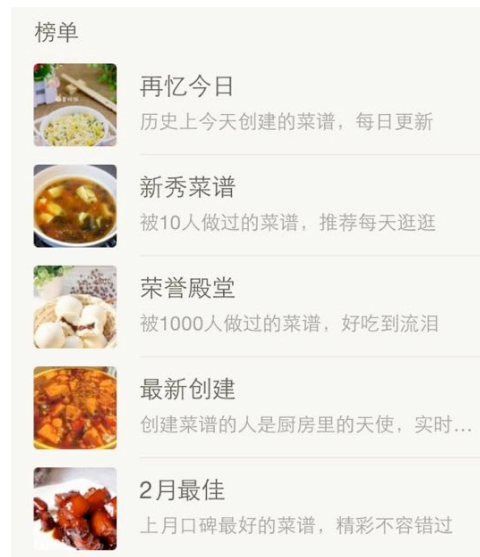 榜单
再忆今日
历史上今天创建的菜谱，每日更新
新秀菜谱
被10人做过的菜谱，推荐每天逛逛
荣誉殿堂
被1000人做过的菜谱，好吃到流泪
最新创建
创建菜谱的人是厨房里的天使，实时...
2月最佳
上月口碑最好的菜谱，精彩不容错过